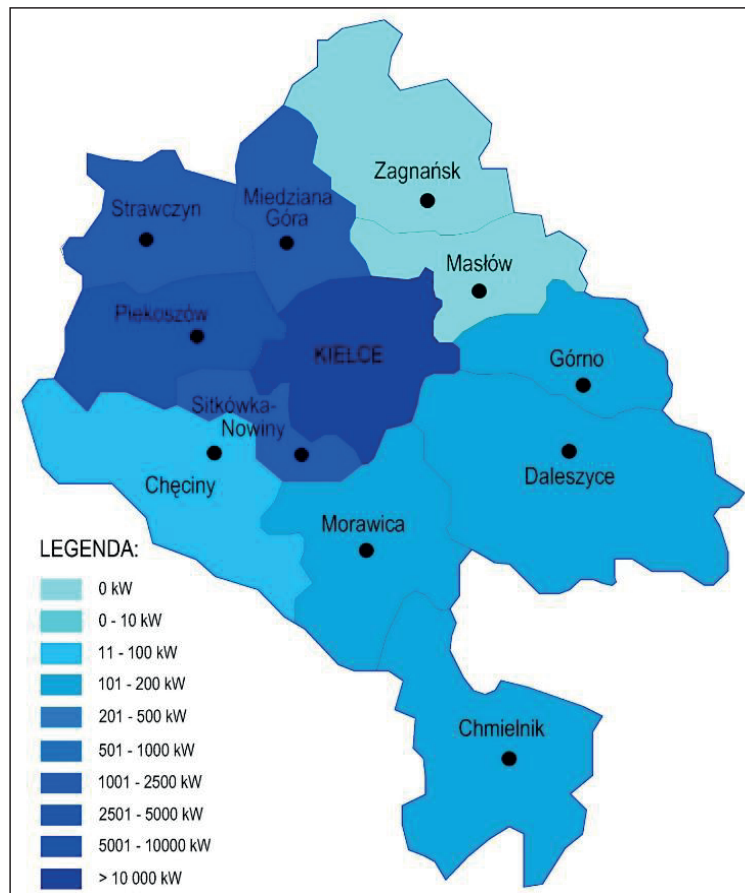 Zagnańsk
Strawczyn
Miedziana
Góra
Masłów
Piekoszów
KIELCE
Górno
Sitkówka-
Nowiny
Chęciny
Daleszyce
Morawica
LEGENDA:
0 kW
0 - 10 kW
11 - 100 kW
101 - 200 kW
201 - 500 kW
501 - 1000 kW
1001 - 2500 kW
2501 - 5000 kW
5001 - 10000 kW
> 10 000 kW
Chmielnik